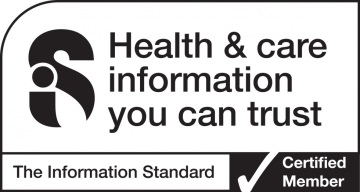 Health & care
information
you can trust
The Information Standard
Certified
Member